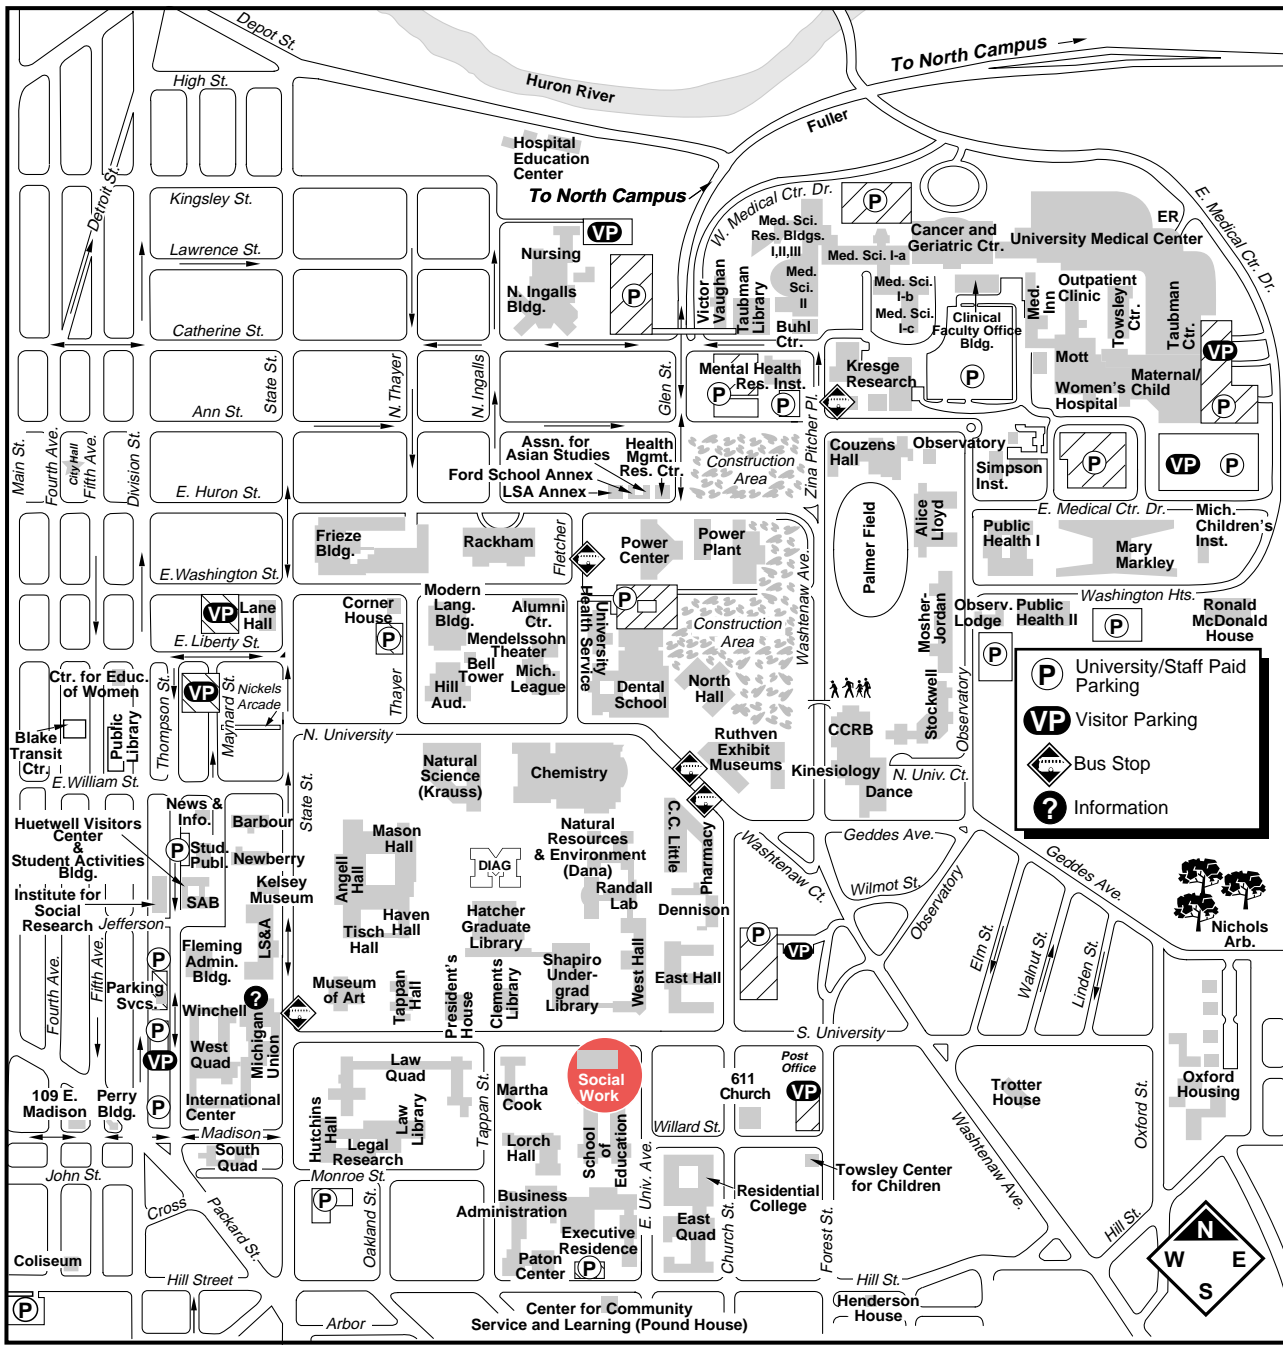 Depot St.
To North Campus
High St.
Huron River
Fuller
Hospital
Education
Center
To North Campus
Detroit St.
Kingsley St.
W. Medical Ctr. Dr.
P
E. Medical Ctr. Dr.
Lawrence St.
VP
Nursing
Med. Sci.
Res. Bldgs.
I,II,III
Cancer and
Geriatric Ctr.
ER
University Medical Center
Med. Sci. I-a
P
N. Ingalls
Bldg.
Victor
Vaughan
Taubman
Library
Med.
Sci.
II
Med. Sci.
I-b
Med. Sci.
I-c
Clinical
Faculty Office
Bldg.
Med.
Inn
Outpatient
Clinic
Towsley
Ctr.
Taubman
Ctr.
Catherine St.
Buhl
Ctr.
VP
State St.
N. Thayer
N. Ingalls
Glen St.
Mental Health
Res. Inst.
P
P
Zina Pitcher Pl.
Kresge
Research
P
Mott
Women's
Hospital
Maternal/
Child
P
Ann St.
Main St.
Fourth Ave.
City Hall
Fifth Ave.
Division St.
Assn. for
Asian Studies
Health
Mgmt.
Res. Ctr.
Ford School Annex
LSA Annex
Construction
Area
Couzens
Hall
Observatory
Simpson
Inst.
P
VP
P
E. Huron St.
E. Medical Ctr. Dr.
Mich.
Children's
Inst.
Frieze
Bldg.
Rackham
Fletcher
Power
Center
Power
Plant
Washtenaw Ave.
Palmer Field
Alice
Lloyd
Public
Health I
Mary
Markley
E.Washington St.
Washington Hts.
VP
Lane
Hall
Corner
House
P
Modern
Lang.
Bldg.
Alumni
Ctr.
Mendelssohn
Theater
Bell
Tower
Mich.
League
Hill
Aud.
University
Health Service
P
Construction
Area
Mosher-
Jordan
Observ.
Lodge
Public
Health II
P
P
Ronald
McDonald
House
E. Liberty St.
Ctr. for Educ.
of Women
Thompson St.
VP
Maynard St.
Nickels
Arcade
Thayer
Dental
School
North
Hall
Stockwell
Observatory
P
University/Staff Paid
Parking
VP
Visitor Parking
Bus Stop
?
Information
Blake
Transit
Ctr.
Public
Library
N. University
CCRB
Ruthven
Exhibit
Museums
Kinesiology
Dance
N. Univ. Ct.
E.William St.
State St.
Natural
Science
(Krauss)
Chemistry
News &
Info.
Huetwell Visitors
Center
&
Student Activities
Bldg.
P
Stud.
Publ.
Barbour
Newberry
Mason
Hall
Angell
Hall
DIAG
Natural
Resources
& Environment
(Dana)
C.C. Little
Pharmacy
Washtenaw Ct.
Geddes Ave.
Geddes Ave.
Wilmot St.
Observatory
Institute for
Social
Research
SAB
Kelsey
Museum
Randall
Lab
Dennison
Nichols
Arb.
Jefferson
LS&A
Tisch
Hall
Haven
Hall
Hatcher
Graduate
Library
P
VP
Elm St.
Walnut St.
Linden St.
Fourth Ave.
Fifth Ave.
P
Fleming
Admin.
Bldg.
Museum
of Art
Tappan
Hall
President's
House
Clements
Library
Shapiro
Under-
grad
Library
West Hall
East Hall
Parking
Svcs.
P
Winchell
?
S. University
VP
West
Quad
Michigan
Union
Law
Quad
Tappan St.
Martha
Cook
Social
Work
611
Church
Post
Office
VP
Trotter
House
Oxford St.
Oxford
Housing
109 E.
Madison
Perry
Bldg.
P
International
Center
Hutchins
Hall
Law
Library
Willard St.
Washtenaw Ave.
Madison
South
Quad
Legal
Research
Lorch
Hall
School
of
Education
E. Univ. Ave.
John St.
Monroe St.
Towsley Center
for Children
Cross
Packard St.
P
Oakland St.
Business
Administration
Residential
College
Executive
Residence
East
Quad
Church St.
Forest St.
Hill St.
N
W
E
S
Coliseum
Paton
Center
P
Hill Street
Hill St.
P
Henderson
House
Arbor
Center for Community
Service and Learning (Pound House)